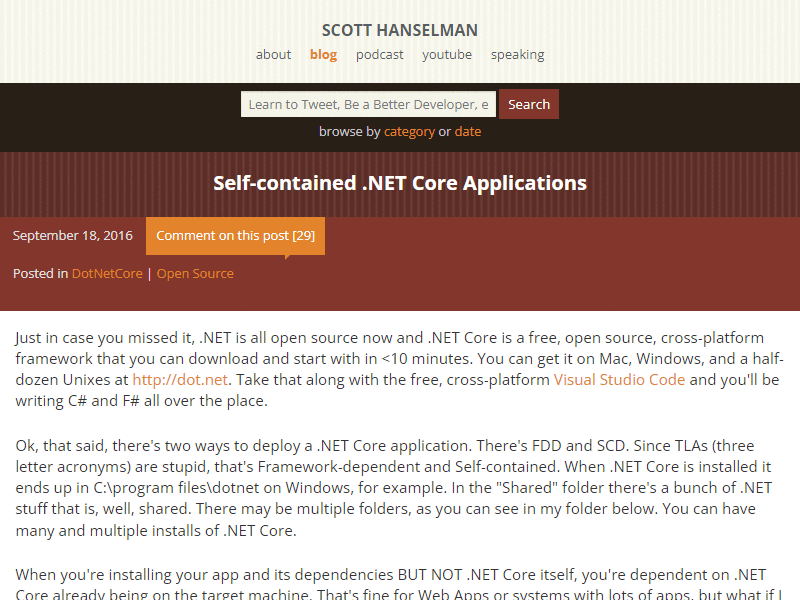 SCOTT HANSELMAN
about blog podcast youtube speaking
Learn to Tweet, Be a Better Developer, e Search
browse by category or date
Self-contained .NET Core Applications
September 18, 2016 Comment on this post [29]
Posted in DotNetCore | Open Source
Just in case you missed it, .NET is all open source now and .NET Core is a free, open source, cross-platform
framework that you can download and start with in <10 minutes. You can get it on Mac, Windows, and a half-
dozen Unixes at http://dot.net. Take that along with the free, cross-platform Visual Studio Code and you'll be
writing C# and F# all over the place.
Ok, that said, there's two ways to deploy a .NET Core application. There's FDD and SCD. Since TLAs (three
letter acronyms) are stupid, that's Framework-dependent and Self-contained. When .NET Core is installed it
ends up in C:\program files\dotnet on Windows, for example. In the "Shared" folder there's a bunch of .NET
stuff that is, well, shared. There may be multiple folders, as you can see in my folder below. You can have
many and multiple installs of .NET Core.
When you're installing your app and its dependencies BUT NOT .NET Core itself, you're dependent on .NET
Core already being on the target machine. That's fine for Web Apps or systems with lots of apps, but what if I